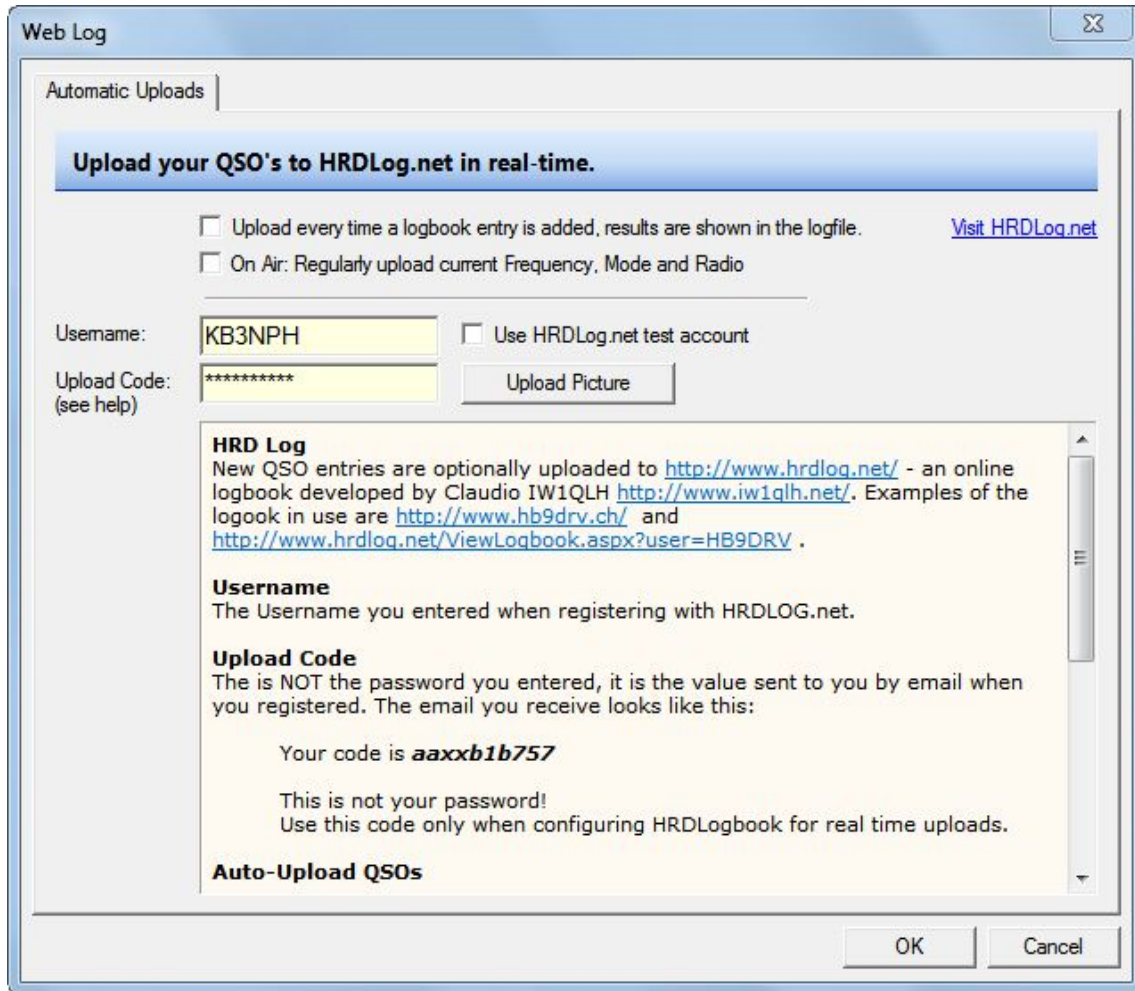 Web Log
Automatic Uploads
Upload your QSO's to HRDLog.net in real-time.
Upload every time a logbook entry is added, results are shown in the logfile.
Visit HRDLog.net
On Air: Regularly upload current Frequency, Mode and Radio
Username:
KB3NPH
Use HRDLog.net test account
Upload Code:
(see help)
**********
Upload Picture
HRD Log
New QSO entries are optionally uploaded to http://www.hrdlog.net/ - an online
logbook developed by Claudio IW1QLH http://www.iw1qlh.net/. Examples of the
logook in use are http://www.hb9drv.ch/ and
http://www.hrdlog.net/ViewLogbook.aspx?user=HB9DRV .
Username
The Username you entered when registering with HRDLOG.net.
Upload Code
The is NOT the password you entered, it is the value sent to you by email when
you registered. The email you receive looks like this:
Your code is aaxxb1b757
This is not your password!
Use this code only when configuring HRDLogbook for real time uploads.
Auto-Upload QSOs
OK
Cancel